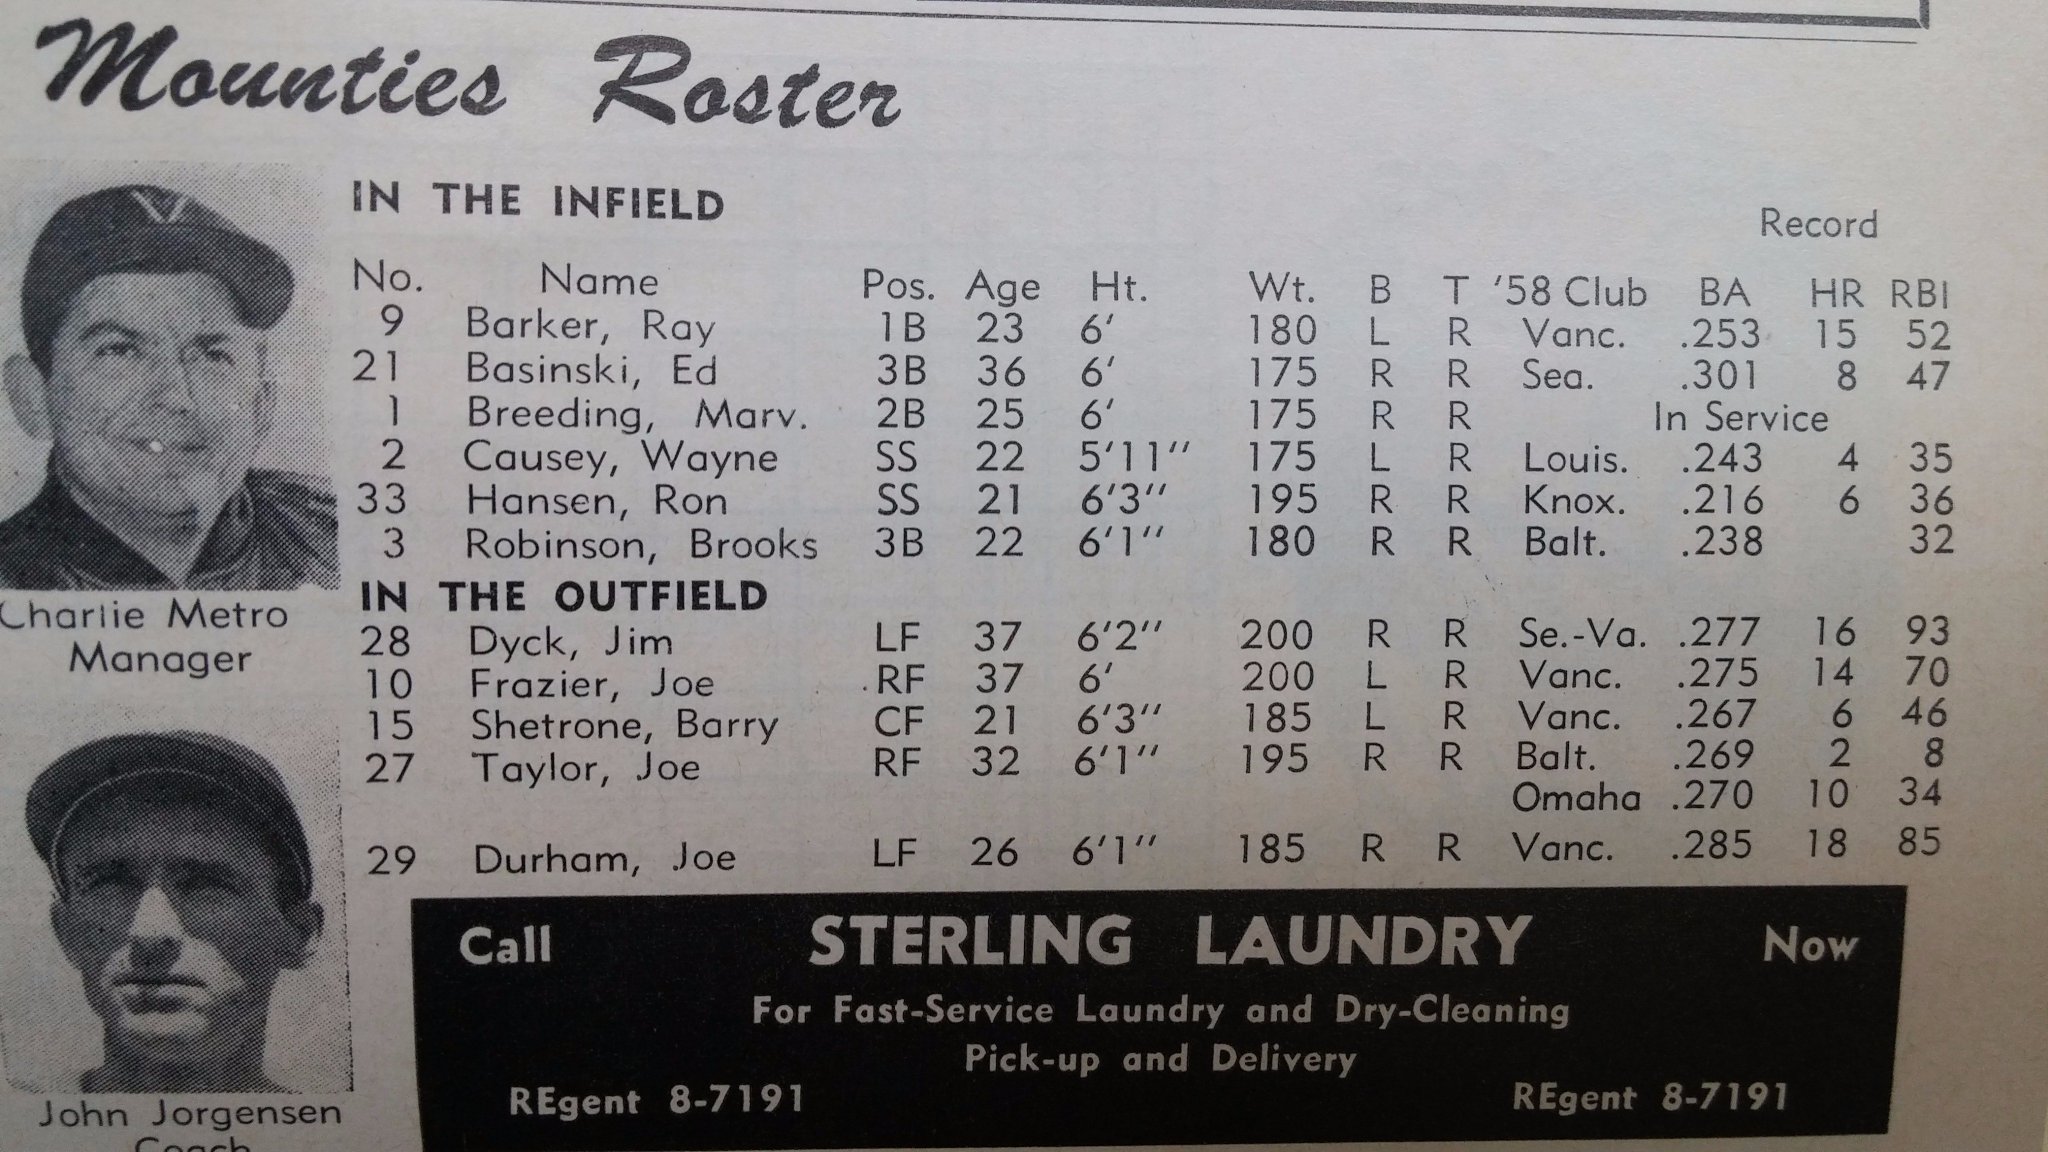 Mounties Roster
IN THE INFIELD
Record
No. Name Pos. Age Ht. Wt. B T '58 Club BA HR RBI
9 Barker, Ray 1B 23 6' 180 L R Vanc. .253 15 52
21 Basinski, Ed 3B 36 6' 175 R R Sea. .301 8 47
1 Breeding, Marv. 2B 25 6' 175 R R In Service
2 Causey, Wayne SS 22 5'11" 175 L R Louis. .243 4 35
33 Hansen, Ron SS 21 6'3" 195 R R Knox. .216 6 36
3 Robinson, Brooks 3B 22 6'1" 180 R R Balt. .238 32
IN THE OUTFIELD
28 Dyck, Jim LF 37 6'2" 200 R R Se.-Va. .277 16 93
10 Frazier, Joe RF 37 6' 200 L R Vanc. .275 14 70
15 Shetrone, Barry CF 21 6'3" 185 L R Vanc. .267 6 46
27 Taylor, Joe RF 32 6'1" 195 R R Balt. .269 2 8
Omaha .270 10 34
29 Durham, Joe LF 26 6'1" 185 R R Vanc. .285 18 85
V
Charlie Metro
Manager
John Jorgensen
Coach
Call STERLING LAUNDRY Now
For Fast-Service Laundry and Dry-Cleaning
Pick-up and Delivery
REgent 8-7191 REgent 8-7191